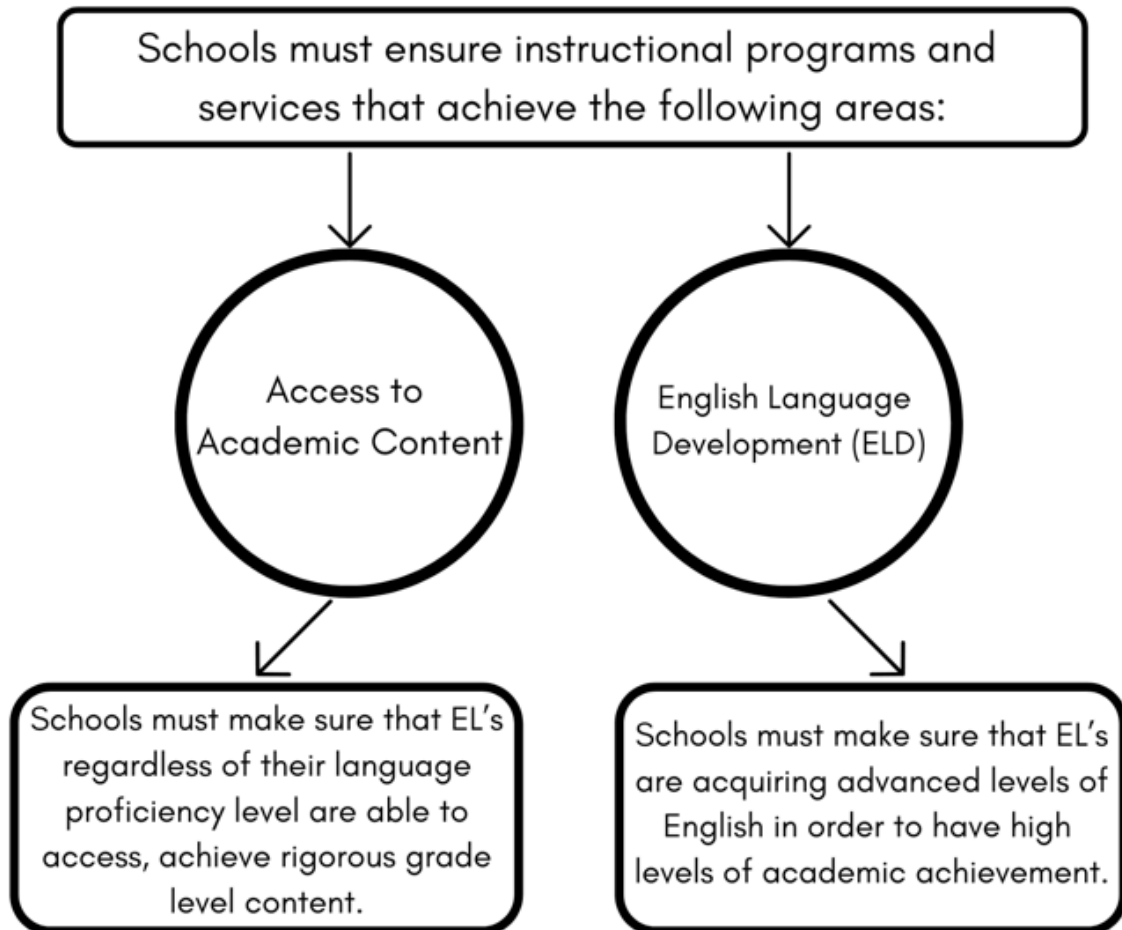 Schools must ensure instructional programs and
services that achieve the following areas:
Access to
Academic Content
English Language
Development (ELD)
Schools must make sure that EL's
regardless of their language
proficiency level are able to
access, achieve rigorous grade
level content.
Schools must make sure that EL's
are acquiring advanced levels of
English in order to have high
levels of academic achievement.